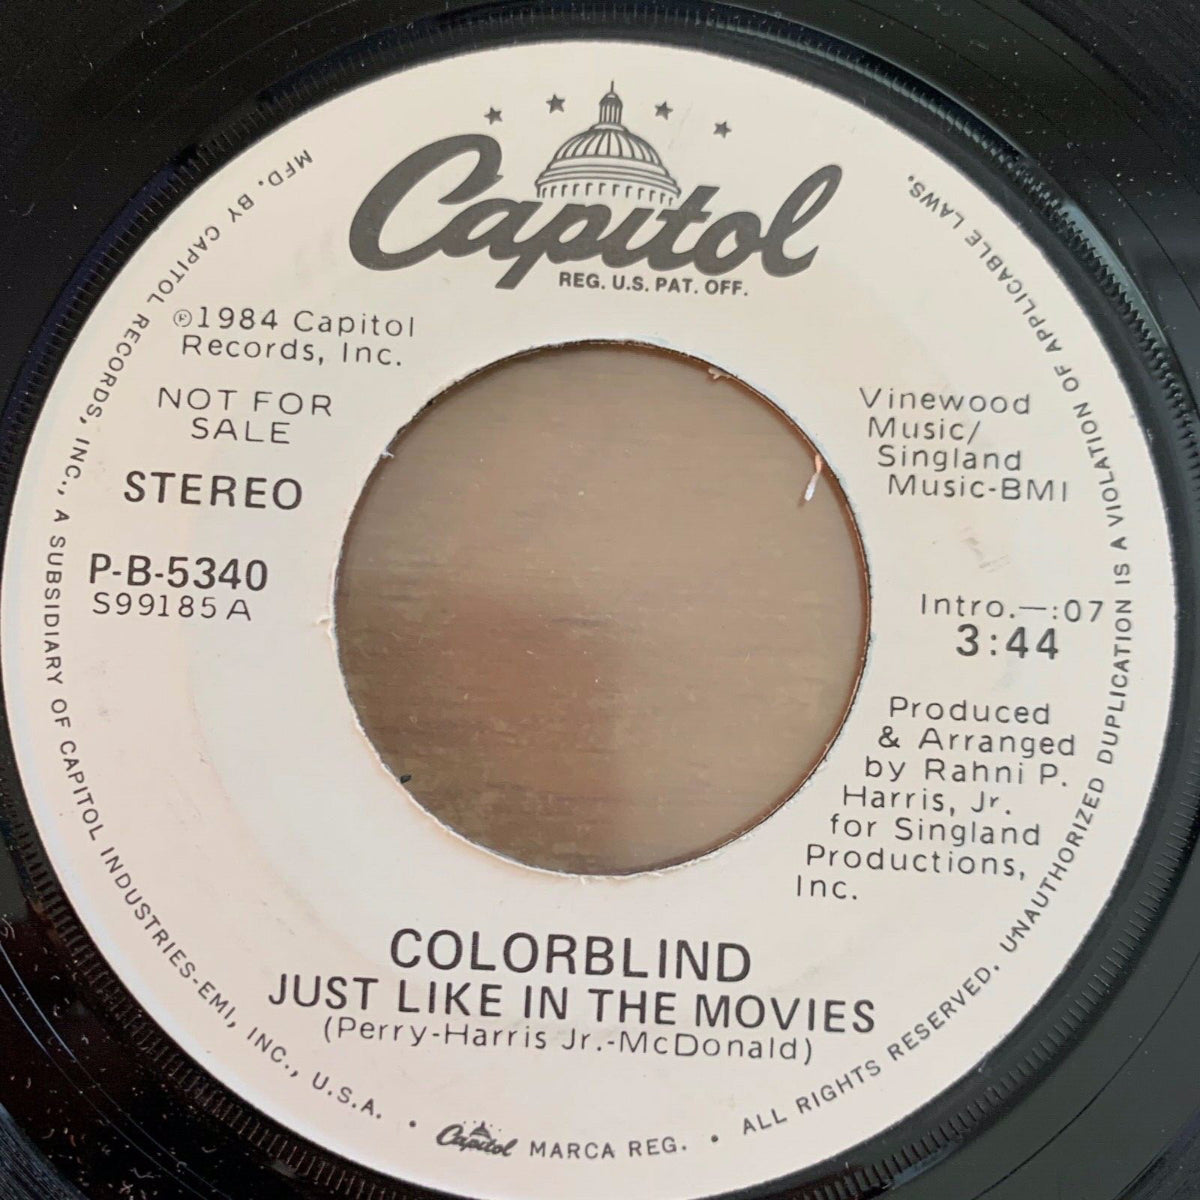 Capitol
REG. U.S. PAT. OFF.
℗1984 Capitol
Records, Inc.
NOT FOR
SALE
STEREO
P-B-5340
S99185A
Vinewood
Music/
Singland
Music-BMI
Intro.—:07
3:44
Produced
& Arranged
by Rahni P.
Harris, Jr.
for Singland
Productions,
Inc.
COLORBLIND
JUST LIKE IN THE MOVIES
(Perry-Harris Jr.-McDonald)
MFD. BY CAPITOL RECORDS, INC., A SUBSIDIARY OF CAPITOL INDUSTRIES-EMI, INC., U.S.A. • Capitol MARCA REG. • ALL RIGHTS RESERVED. UNAUTHORIZED DUPLICATION IS A VIOLATION OF APPLICABLE LAWS.